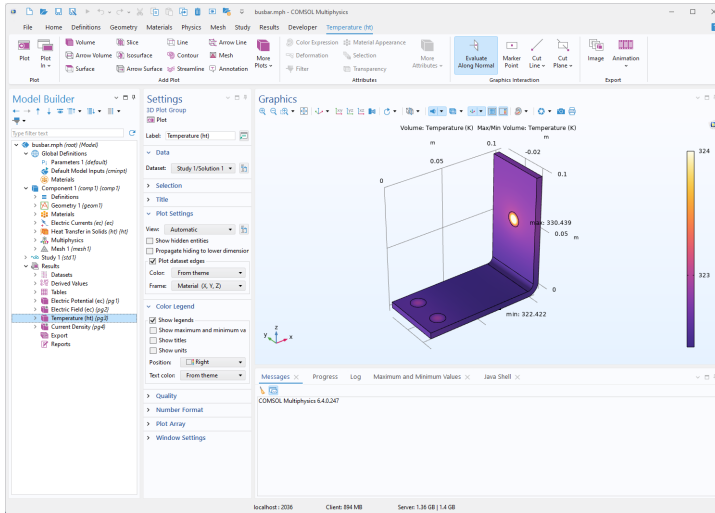 busbar.mph - COMSOL Multiphysics
File Home Definitions Geometry Materials Physics Mesh Study Results Developer Temperature (ht)
Plot
Plot In
Volume
Arrow Volume
Surface
Slice
Isosurface
Arrow Surface
Line
Contour
Streamline
Arrow Line
Mesh
Annotation
More Plots
Color Expression
Deformation
Filter
Material Appearance
Selection
Transparency
More Attributes
Evaluate Along Normal
Marker Point
Cut Line
Cut Plane
Image
Animation
Plot
Add Plot
Attributes
Graphics Interaction
Export
Model Builder
Type filter text
busbar.mph (root) (Model)
Global Definitions
Pi Parameters 1 (default)
Default Model Inputs (cminpt)
Materials
Component 1 (comp1) (comp1)
Definitions
Geometry 1 (geom1)
Materials
Electric Currents (ec) (ec)
Heat Transfer in Solids (ht) (ht)
Multiphysics
Mesh 1 (mesh1)
Study 1 (std1)
Results
Datasets
Derived Values
Tables
Electric Potential (ec) (pg1)
Electric Field (ec) (pg2)
Temperature (ht) (pg3)
Current Density (pg4)
Export
Reports
Settings
3D Plot Group
Plot
Label: Temperature (ht)
Data
Dataset: Study 1/Solution 1
Selection
Title
Plot Settings
View: Automatic
Show hidden entities
Propagate hiding to lower dimension
Plot dataset edges
Color: From theme
Frame: Material (X, Y, Z)
Color Legend
Show legends
Show maximum and minimum va
Show titles
Show units
Position: Right
Text color: From theme
Quality
Number Format
Plot Array
Window Settings
Graphics
Volume: Temperature (K) Max/Min Volume: Temperature (K)
m
0.1
-0.02
m
0.05
0
0.1
max: 330.439
0.05
m
0
min: 322.422
z
y
x
324
323
Messages Progress Log Maximum and Minimum Values Java Shell
COMSOL Multiphysics 6.4.0.247
localhost : 2036 Client: 894 MB Server: 1.36 GB | 1.4 GB